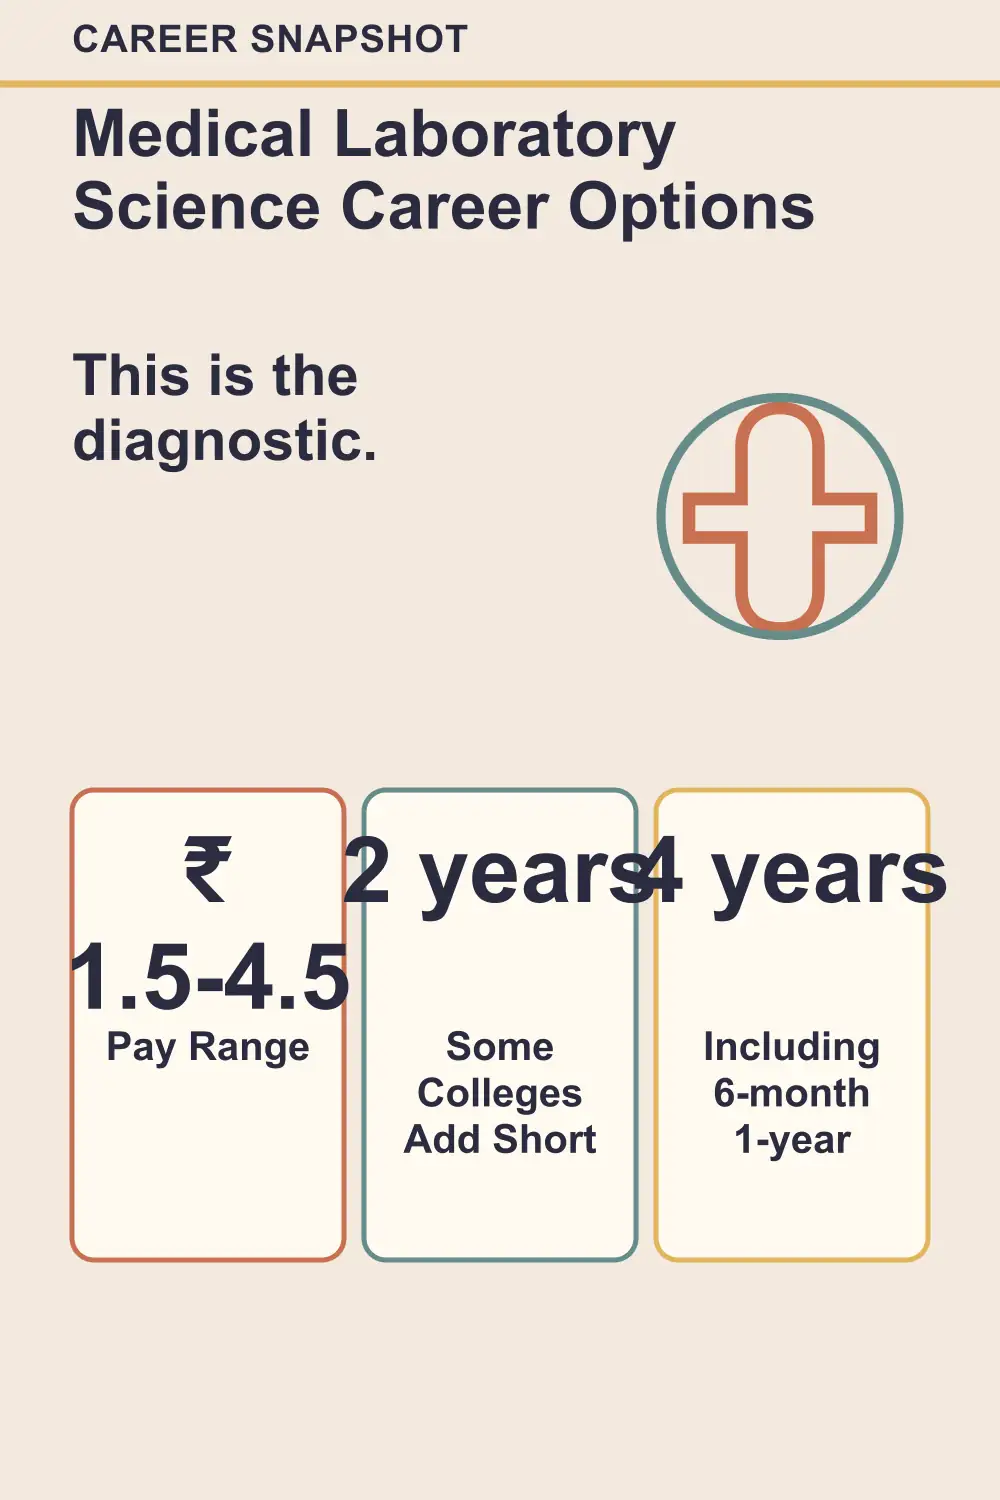 CAREER SNAPSHOT
Medical Laboratory
Science Career Options
This is the
diagnostic.
₹
1.5-4.5
Pay Range
2 years
Some
Colleges
Add Short
4 years
Including
6-month
1-year